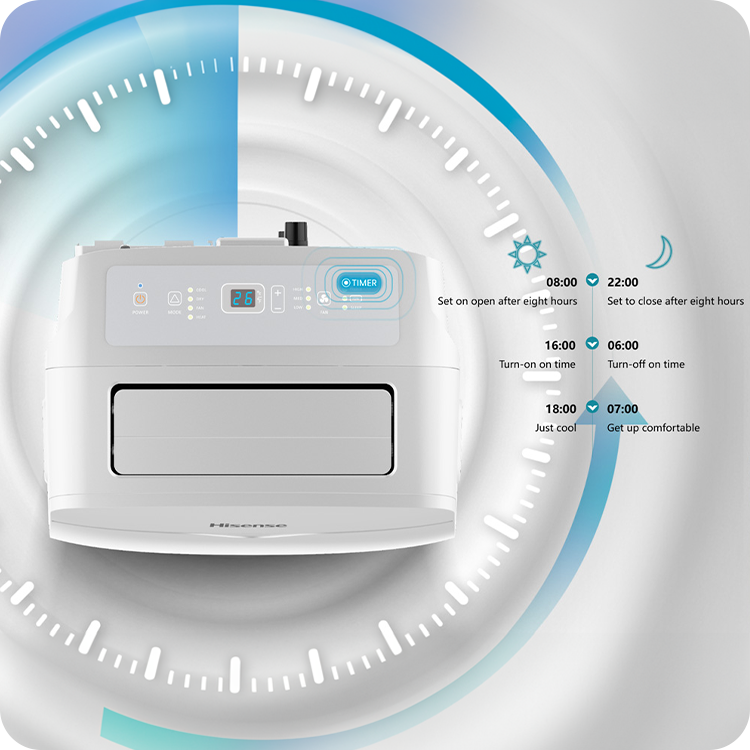 TIMER
POWER
MODE
26
FAN
Hisense
08:00
22:00
Set on open after eight hours
Set to close after eight hours
16:00
06:00
Turn-on on time
Turn-off on time
18:00
07:00
Just cool
Get up comfortable